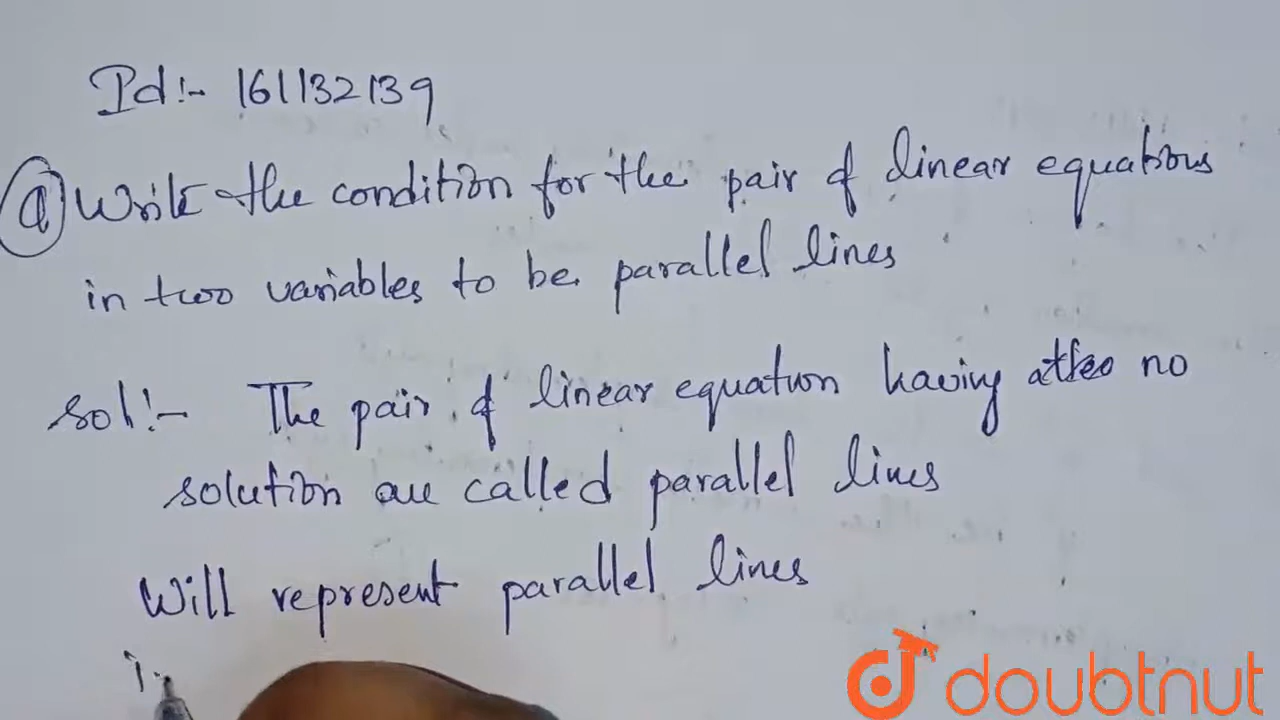 Id:- 161132139
Q) Write the condition for the pair of linear equations
in two variables to be parallel lines
Sol:- The pair of linear equation having no
solution are called parallel lines
Will represent parallel lines
doubtnut